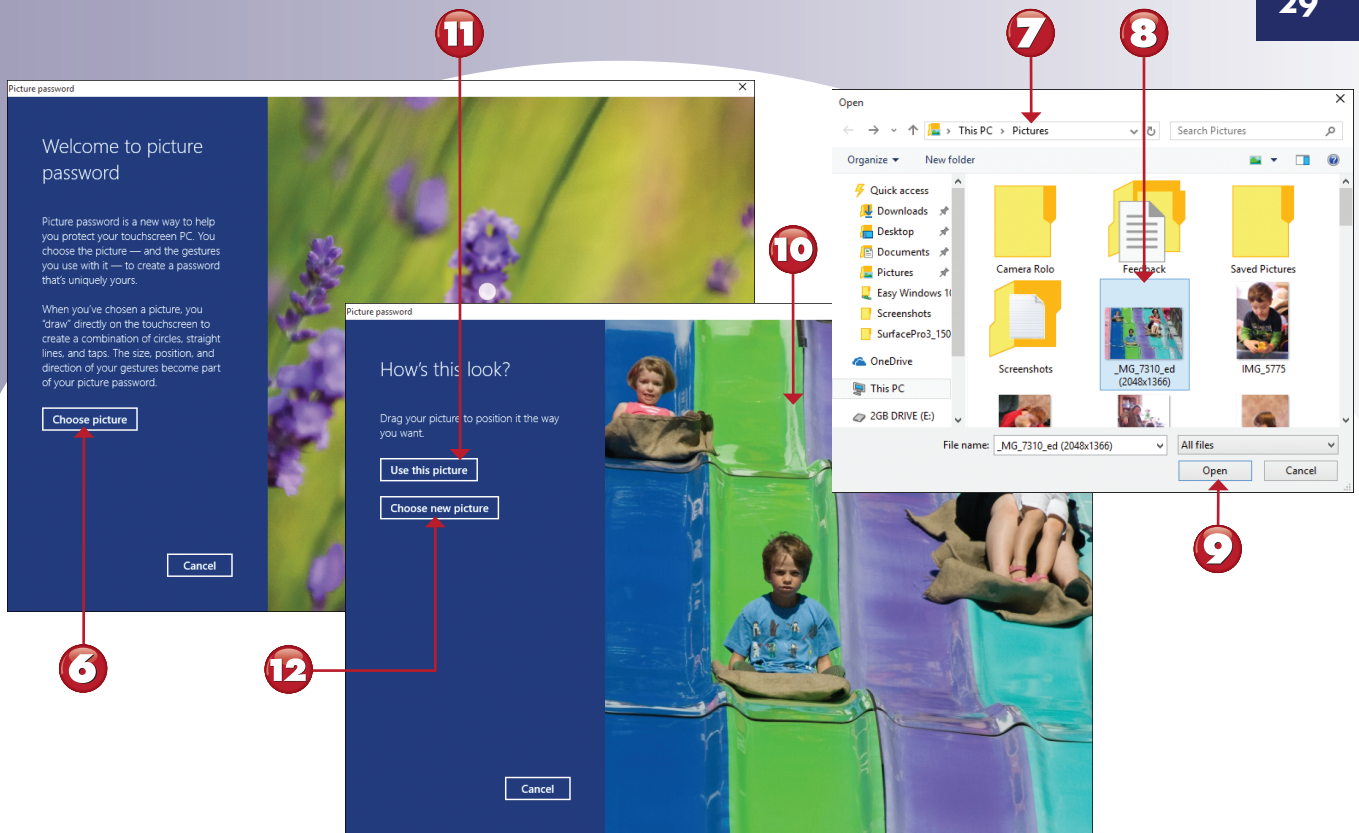 29
11
7
8
Picture password
Welcome to picture
password
Picture password is a new way to help
you protect your touchscreen PC. You
choose the picture — and the gestures
you use with it — to create a password
that's uniquely yours.
When you've chosen a picture, you
"draw" directly on the touchscreen to
create a combination of circles, straight
lines, and taps. The size, position, and
direction of your gestures become part
of your picture password.
Choose picture
Cancel
6
10
Picture password
How's this look?
Drag your picture to position it the way
you want.
Use this picture
Choose new picture
Cancel
12
Open
This PC > Pictures
Search Pictures
Organize
New folder
Quick access
Downloads
Desktop
Documents
Pictures
Easy Windows 10
Screenshots
SurfacePro3_150
OneDrive
This PC
2GB DRIVE (E:)
Camera Rolo
Feedback
Saved Pictures
Screenshots
_MG_7310_ed
(2048x1366)
IMG_5775
File name:
_MG_7310_ed (2048x1366)
All files
Open
Cancel
9